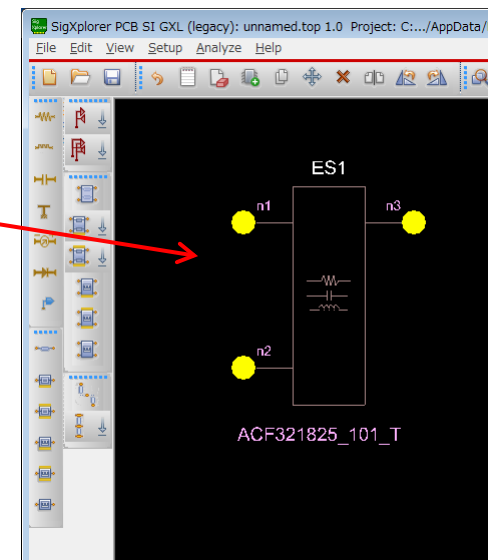 SigXplorer PCB SI GXL (legacy): unnamed.top 1.0 Project: C:.../AppData/
File Edit View Setup Analyze Help
ES1
n1
n3
n2
ACF321825_101_T